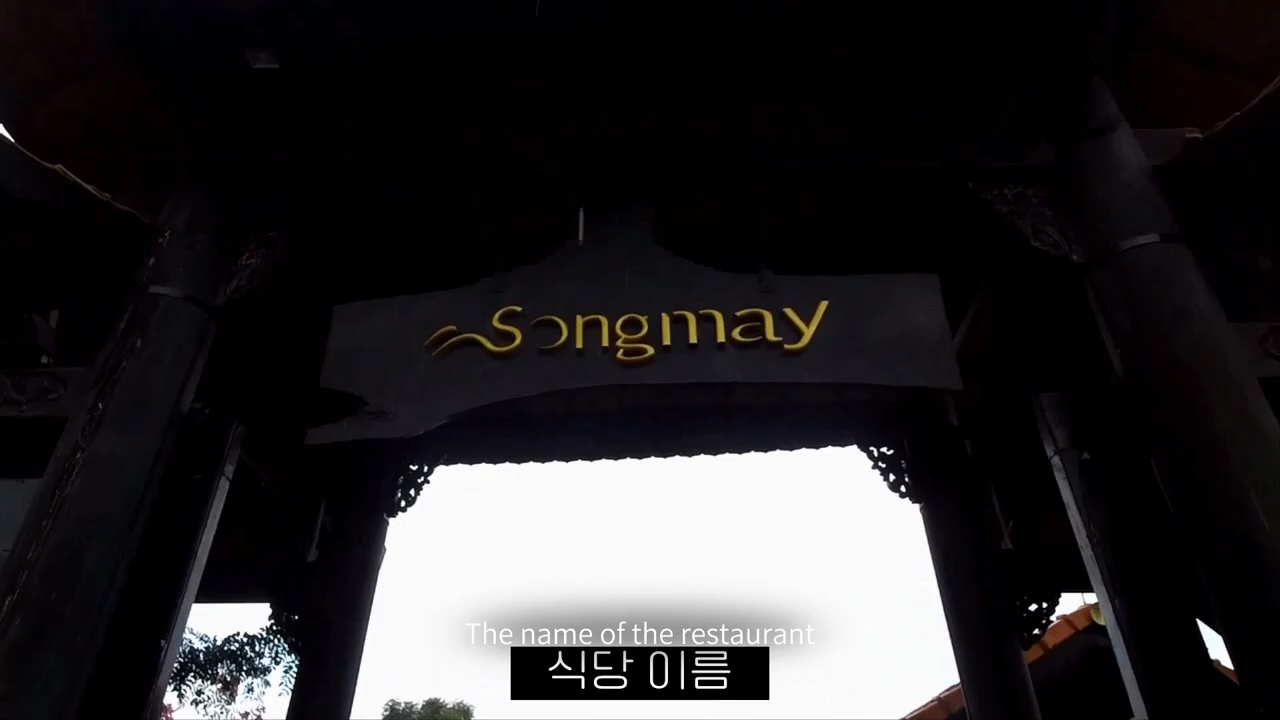 Songmay
The name of the restaurant
식당 이름